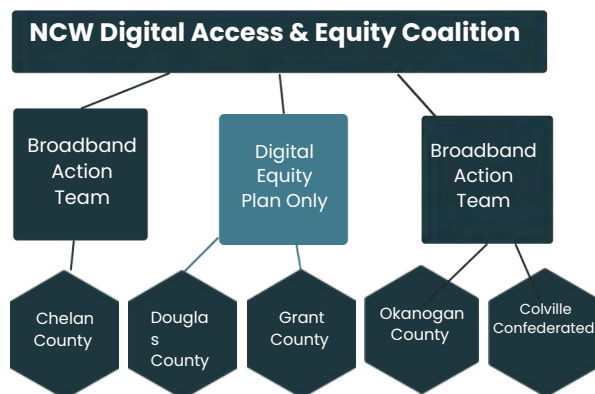 NCW Digital Access & Equity Coalition
Broadband
Action
Team
Digital
Equity
Plan Only
Broadband
Action
Team
Chelan
County
Dougla
s
County
Grant
County
Okanogan
County
Colville
Confederated